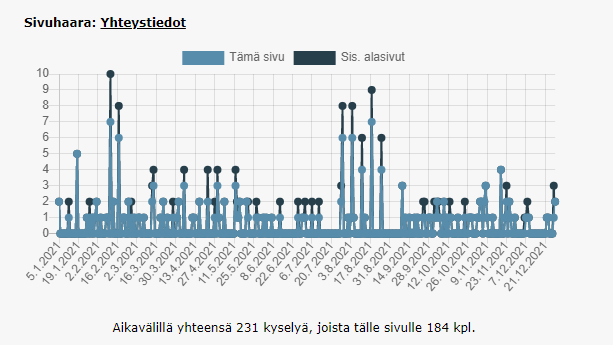 Sivuhaara: Yhteystiedot
Tämä sivu Sis. alasivut
10
9
8
7
6
5
4
3
2
1
0
5.1.2021 19.1.2021 2.2.2021 16.2.2021 2.3.2021 16.3.2021 30.3.2021 13.4.2021 27.4.2021 11.5.2021 25.5.2021 8.6.2021 22.6.2021 6.7.2021 20.7.2021 3.8.2021 17.8.2021 31.8.2021 14.9.2021 28.9.2021 12.10.2021 26.10.2021 9.11.2021 23.11.2021 7.12.2021 21.12.2021
Aikavälillä yhteensä 231 kyselyä, joista tälle sivulle 184 kpl.